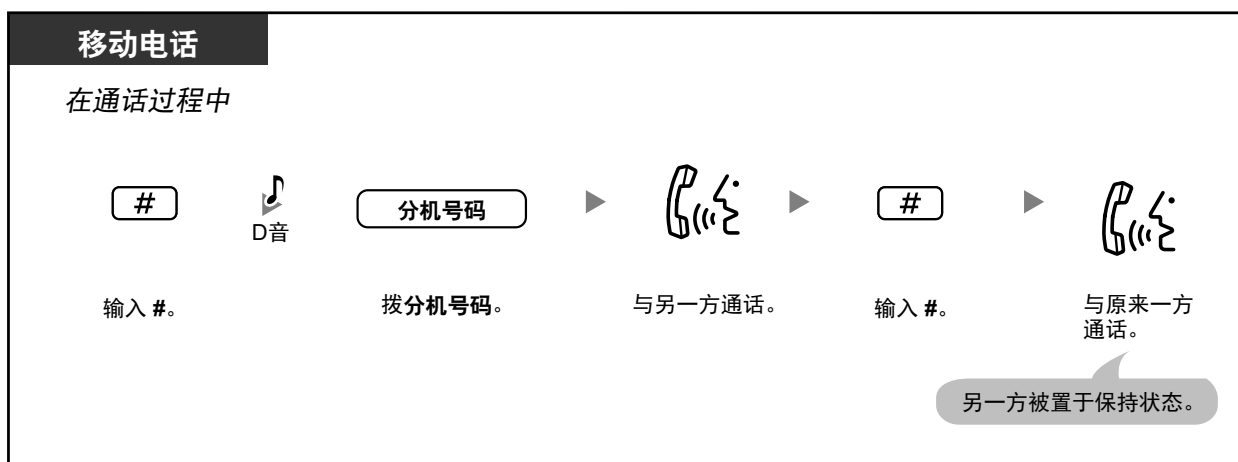 移动电话
在通话过程中
#
D音
分机号码
#
输入 #。
拨分机号码。
与另一方通话。
输入 #。
与原来一方
通话。
另一方被置于保持状态。